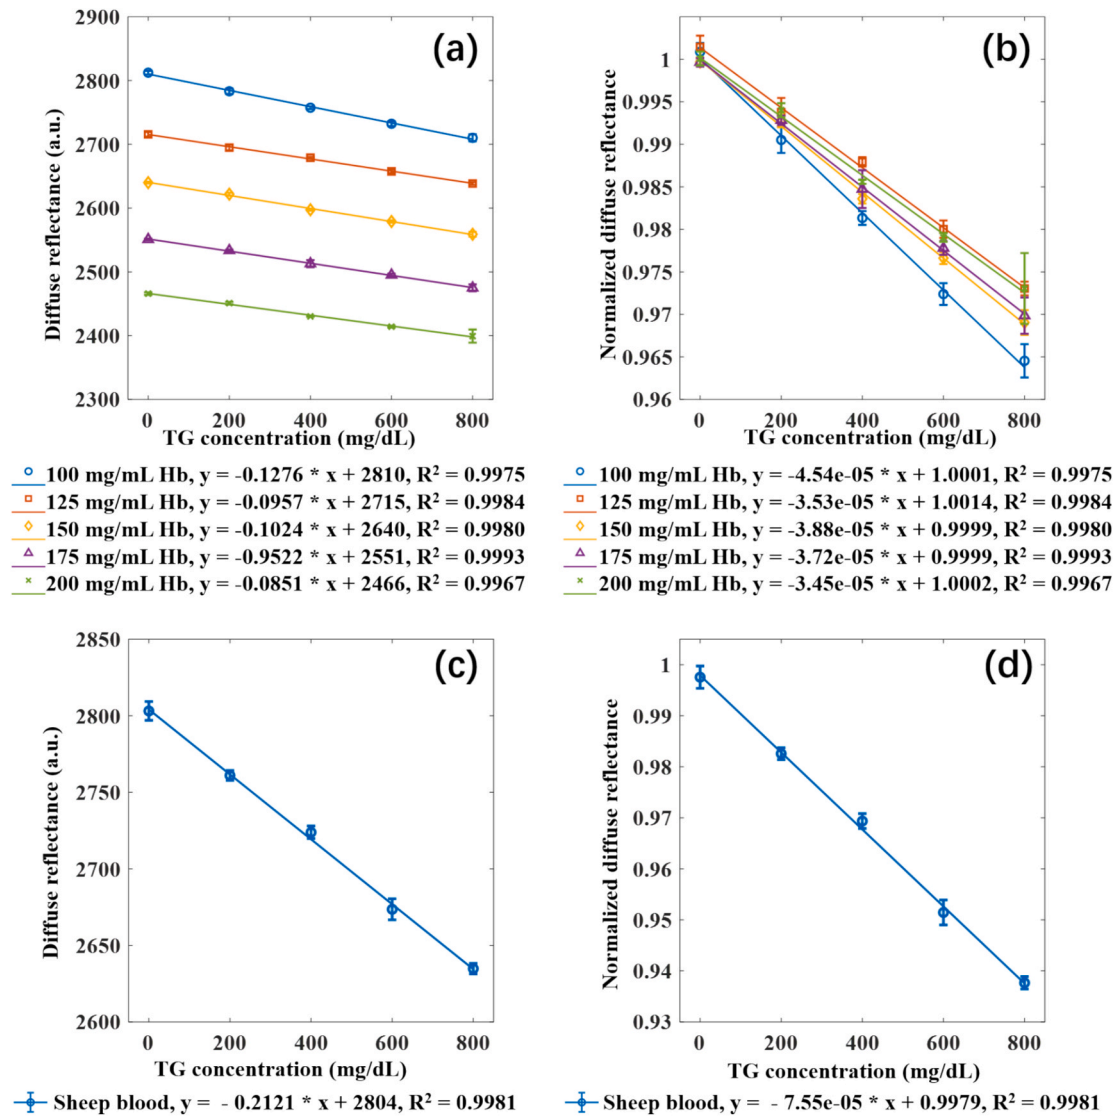 (a)
2900
2800
2700
2600
2500
2400
2300
Diffuse reflectance (a.u.)
0 200 400 600 800
TG concentration (mg/dL)
100 mg/mL Hb, y = -0.1276 * x + 2810, R² = 0.9975
125 mg/mL Hb, y = -0.0957 * x + 2715, R² = 0.9984
150 mg/mL Hb, y = -0.1024 * x + 2640, R² = 0.9980
175 mg/mL Hb, y = -0.9522 * x + 2551, R² = 0.9993
200 mg/mL Hb, y = -0.0851 * x + 2466, R² = 0.9967
(b)
1
0.995
0.99
0.985
0.98
0.975
0.97
0.965
0.96
Normalized diffuse reflectance
0 200 400 600 800
TG concentration (mg/dL)
100 mg/mL Hb, y = -4.54e-05 * x + 1.0001, R² = 0.9975
125 mg/mL Hb, y = -3.53e-05 * x + 1.0014, R² = 0.9984
150 mg/mL Hb, y = -3.88e-05 * x + 0.9999, R² = 0.9980
175 mg/mL Hb, y = -3.72e-05 * x + 0.9999, R² = 0.9993
200 mg/mL Hb, y = -3.45e-05 * x + 1.0002, R² = 0.9967
(c)
2850
2800
2750
2700
2650
2600
Diffuse reflectance (a.u.)
0 200 400 600 800
TG concentration (mg/dL)
Sheep blood, y = - 0.2121 * x + 2804, R² = 0.9981
(d)
1
0.99
0.98
0.97
0.96
0.95
0.94
0.93
Normalized diffuse reflectance
0 200 400 600 800
TG concentration (mg/dL)
Sheep blood, y = - 7.55e-05 * x + 0.9979, R² = 0.9981